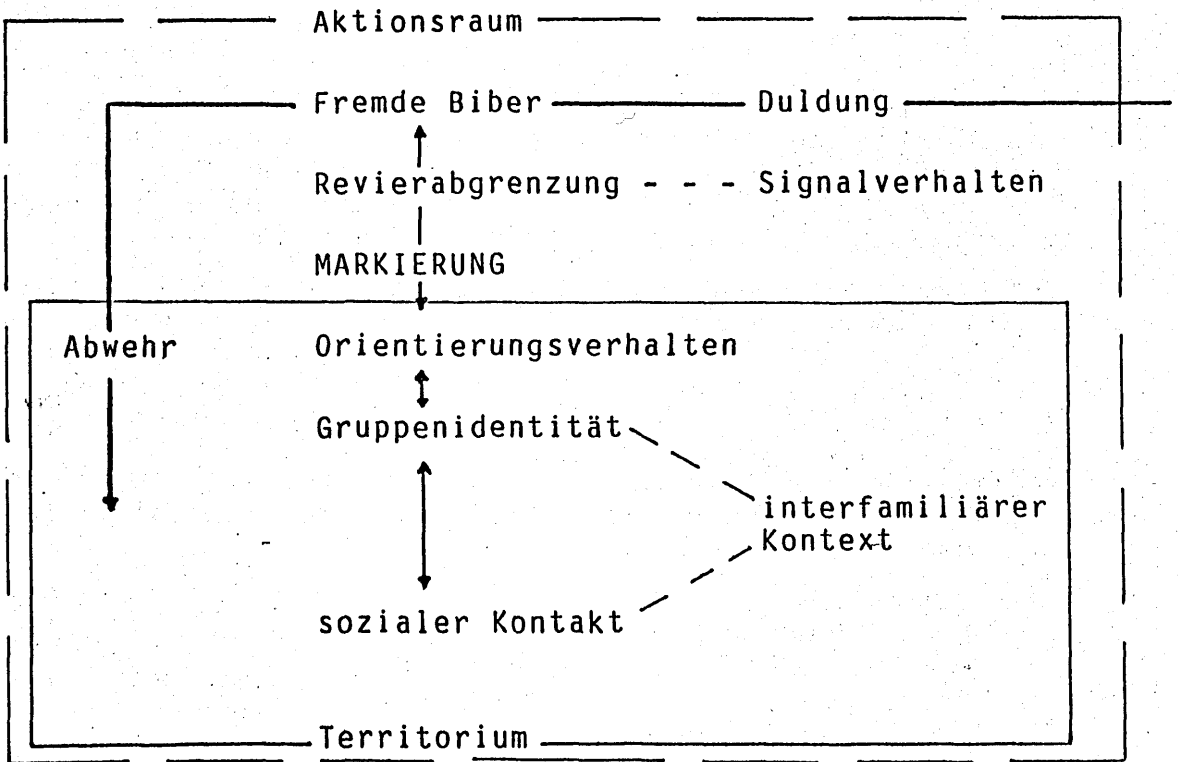 Aktionsraum
Fremde Biber Duldung
Revierabgrenzung - - - Signalverhalten
MARKIERUNG
Abwehr Orientierungsverhalten
Gruppenidentität
interfamiliärer
Kontext
sozialer Kontakt
Territorium